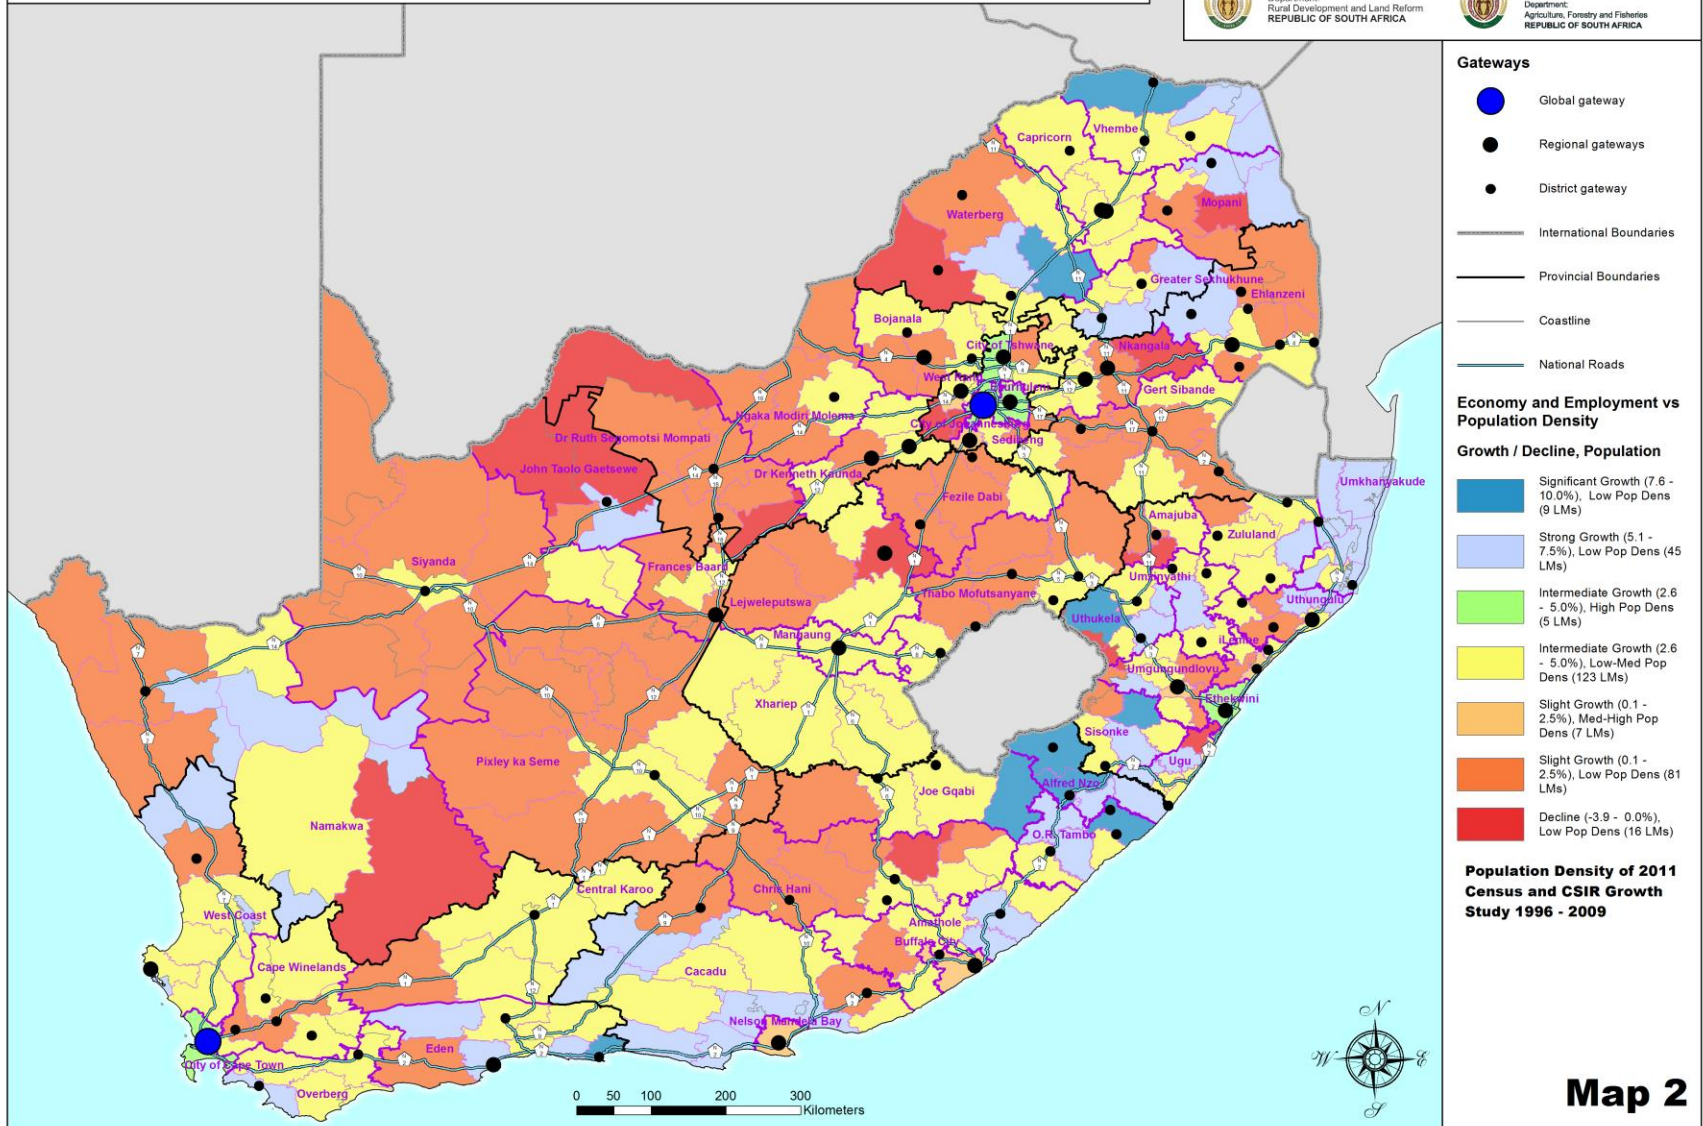 Department:
Rural Development and Land Reform
REPUBLIC OF SOUTH AFRICA
Department:
Agriculture, Forestry and Fisheries
REPUBLIC OF SOUTH AFRICA
Gateways
Global gateway
Regional gateways
District gateway
International Boundaries
Provincial Boundaries
Coastline
National Roads
Economy and Employment vs
Population Density
Growth / Decline, Population
Significant Growth (7.6 -
10.0%), Low Pop Dens
(9 LMs)
Strong Growth (5.1 -
7.5%), Low Pop Dens (45
LMs)
Intermediate Growth (2.6
- 5.0%), High Pop Dens
(5 LMs)
Intermediate Growth (2.6
- 5.0%), Low-Med Pop
Dens (123 LMs)
Slight Growth (0.1 -
2.5%), Med-High Pop
Dens (7 LMs)
Slight Growth (0.1 -
2.5%), Low Pop Dens (81
LMs)
Decline (-3.9 - 0.0%),
Low Pop Dens (16 LMs)
Population Density of 2011
Census and CSIR Growth
Study 1996 - 2009
Capricorn
Vhembe
Waterberg
Mopani
Greater Sekhukhune
Ehlanzeni
Bojanala
City of Tshwane
Nkangala
West Rand
Ekurhuleni
Gert Sibande
Ngaka Modiri Molema
City of Johannesburg
Sedibeng
Dr Ruth Segomotsi Mompati
John Taolo Gaetsewe
Dr Kenneth Kaunda
Fezile Dabi
Umkhanyakude
Amajuba
Zululand
Siyanda
Frances Baard
Umzinyathi
Lejweleputswa
Thabo Mofutsanyane
Uthungulu
Uthukela
Mangaung
iLembe
Umgungundlovu
Ethekwini
Xhariep
Sisonke
Pixley ka Seme
Ugu
Alfred Nzo
Joe Gqabi
Namakwa
O.R. Tambo
Central Karoo
Chris Hani
West Coast
Amathole
Buffalo City
Cape Winelands
Cacadu
Nelson Mandela Bay
Eden
City of Cape Town
Overberg
0 50 100 200 300
Kilometers
N
W E
S
Map 2